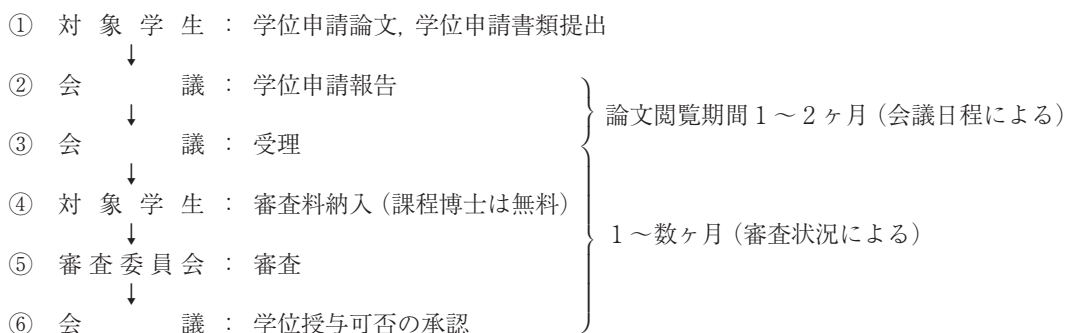 ① 対象学生：学位申請論文, 学位申請書類提出
↓
② 会議：学位申請報告
論文閲覧期間１～２ヶ月（会議日程による）
↓
③ 会議：受理
↓
④ 対象学生：審査料納入（課程博士は無料）
↓
１～数ヶ月（審査状況による）
⑤ 審査委員会：審査
↓
⑥ 会議：学位授与可否の承認